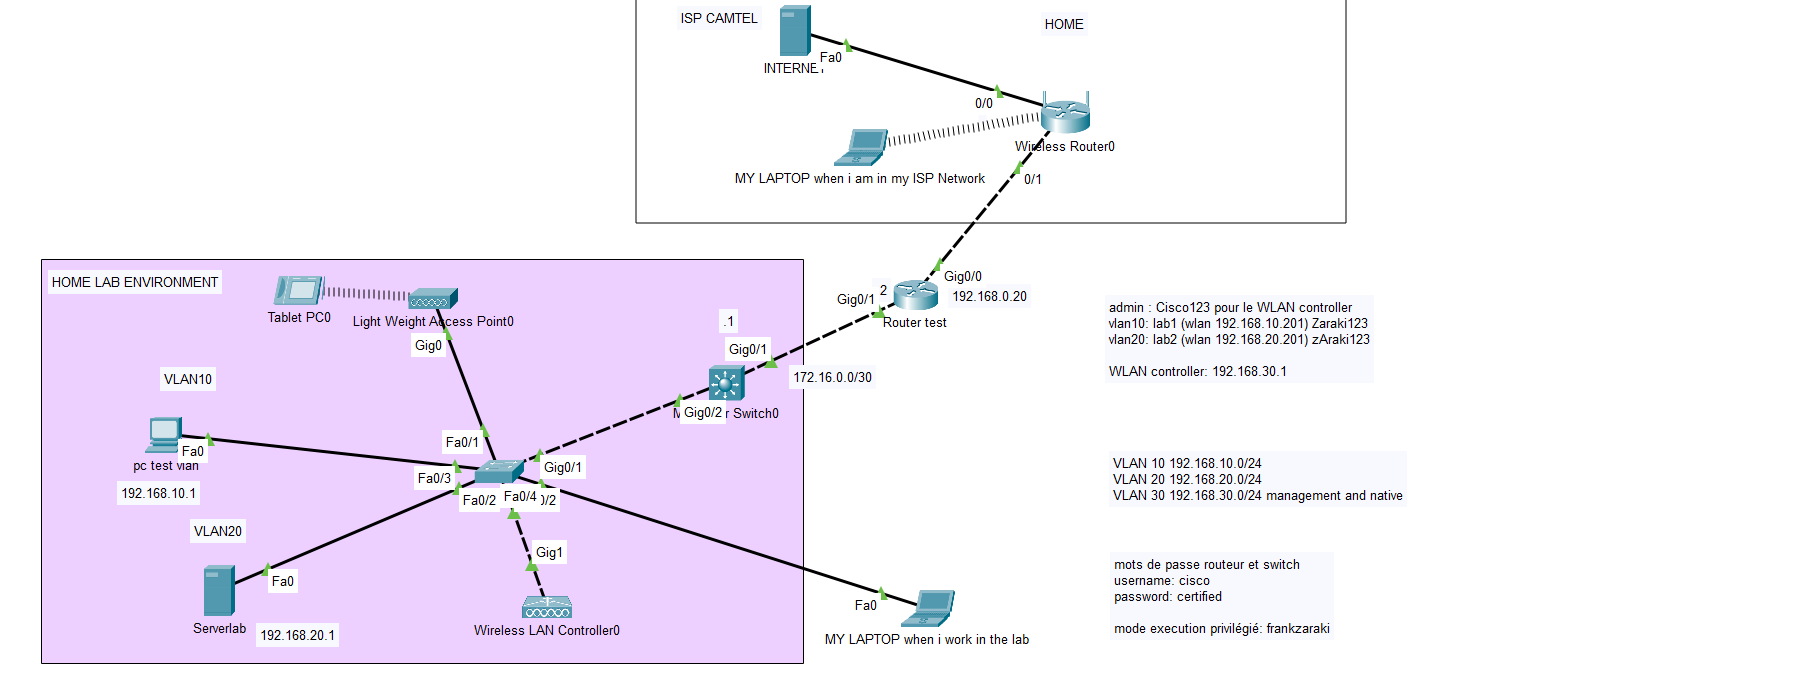 ISP CAMTEL
HOME
Fa0
0/0
Wireless Router0
MY LAPTOP when i am in my ISP Network
0/1
HOME LAB ENVIRONMENT
Tablet PC0
Light Weight Access Point0
Gig0
.1
Gig0/1
2
Gig0/1
Gig0/0
192.168.0.20
Router test
172.16.0.0/30
Gig0/2
Switch0
VLAN10
Fa0
pc test vlan
192.168.10.1
Fa0/1
Fa0/3
Fa0/2
Fa0/4
Gig0/1
VLAN20
Fa0
Serverlab
192.168.20.1
Gig1
Wireless LAN Controller0
Fa0
MY LAPTOP when i work in the lab
admin : Cisco123 pour le WLAN controller
vlan10: lab1 (wlan 192.168.10.201) Zaraki123
vlan20: lab2 (wlan 192.168.20.201) zAraki123
WLAN controller: 192.168.30.1
VLAN 10 192.168.10.0/24
VLAN 20 192.168.20.0/24
VLAN 30 192.168.30.0/24 management and native
mots de passe routeur et switch
username: cisco
password: certified
mode execution privilégié: frankzaraki